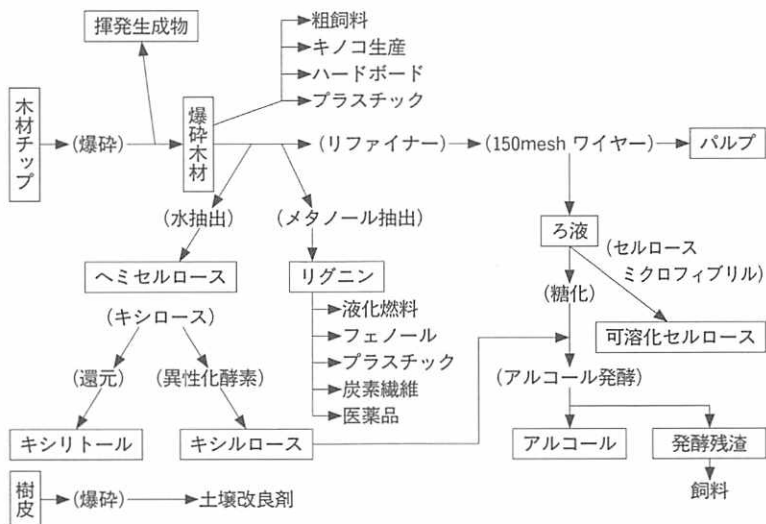 揮発生成物
粗飼料
キノコ生産
ハードボード
プラスチック
木材チップ
(爆砕)
爆砕木材
(リファイナー)
(150mesh ワイヤー)
パルプ
(水抽出)
(メタノール抽出)
ろ液
(セルロース
ミクロフィブリル)
ヘミセルロース
リグニン
(糖化)
(キシロース)
液化燃料
フェノール
プラスチック
炭素繊維
医薬品
可溶化セルロース
(還元)
(異性化酵素)
(アルコール発酵)
キシリトール
キシルロース
アルコール
発酵残渣
飼料
樹皮
(爆砕)
土壌改良剤